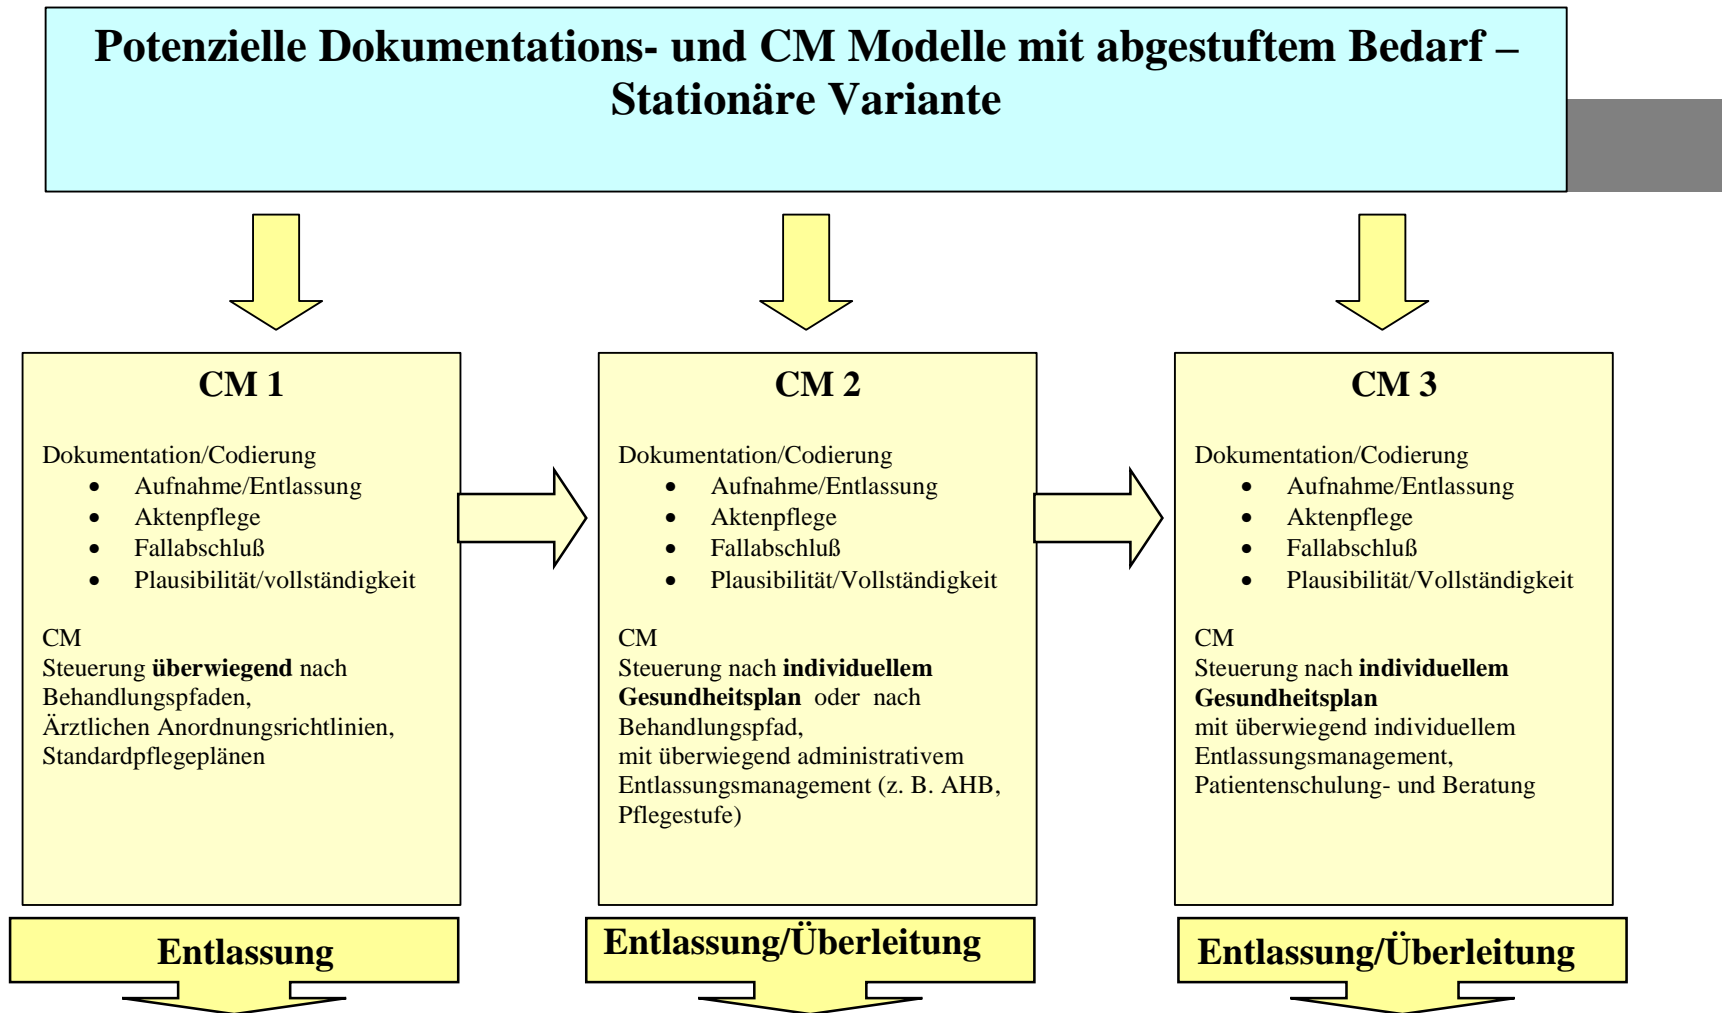 Potenzielle Dokumentations- und CM Modelle mit abgestuftem Bedarf –
Stationäre Variante
CM 1
Dokumentation/Codierung
• Aufnahme/Entlassung
• Aktenpflege
• Fallabschluß
• Plausibilität/vollständigkeit
CM
Steuerung überwiegend nach
Behandlungspfaden,
Ärztlichen Anordnungsrichtlinien,
Standardpflegeplänen
Entlassung
CM 2
Dokumentation/Codierung
• Aufnahme/Entlassung
• Aktenpflege
• Fallabschluß
• Plausibilität/Vollständigkeit
CM
Steuerung nach individuellem
Gesundheitsplan oder nach
Behandlungspfad,
mit überwiegend administrativem
Entlassungsmanagement (z. B. AHB,
Pflegestufe)
Entlassung/Überleitung
CM 3
Dokumentation/Codierung
• Aufnahme/Entlassung
• Aktenpflege
• Fallabschluß
• Plausibilität/Vollständigkeit
CM
Steuerung nach individuellem
Gesundheitsplan
mit überwiegend individuellem
Entlassungsmanagement,
Patientenschulung- und Beratung
Entlassung/Überleitung